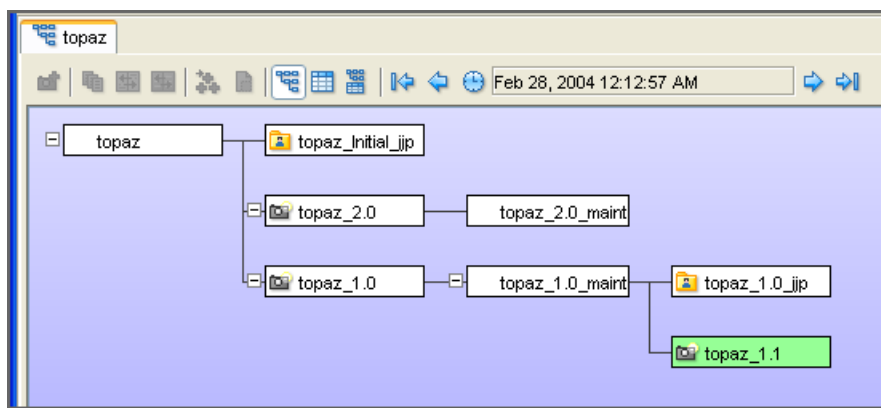 topaz
Feb 28, 2004 12:12:57 AM
topaz
topaz_Initial_jjp
topaz_2.0
topaz_2.0_maint
topaz_1.0
topaz_1.0_maint
topaz_1.0_jjp
topaz_1.1